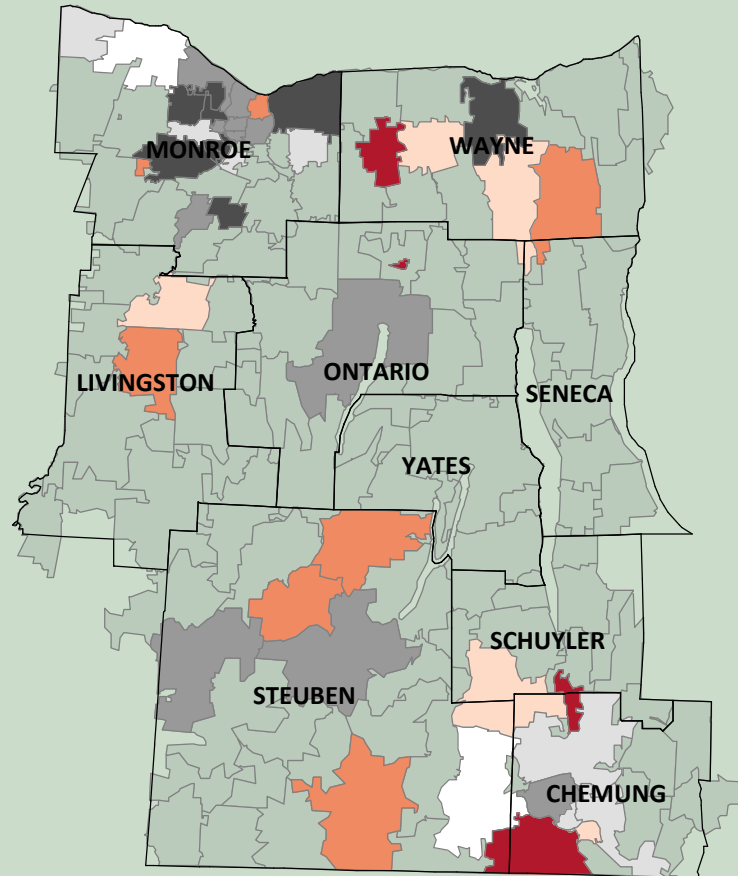 MONROE
WAYNE
LIVINGSTON
ONTARIO
SENECA
YATES
SCHUYLER
STEUBEN
CHEMUNG